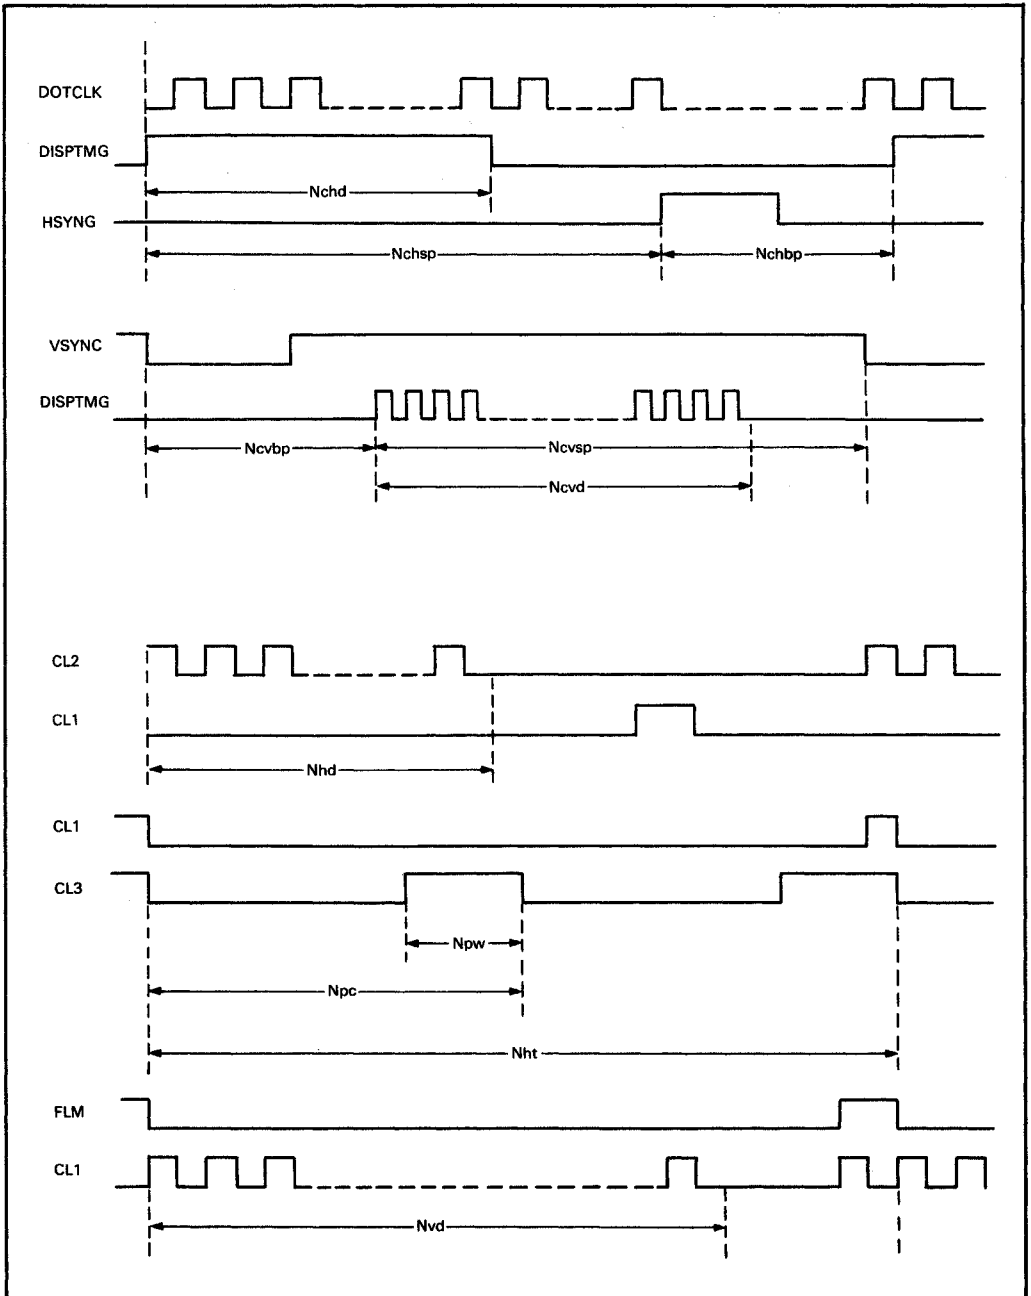 DOTCLK
DISPTMG
Nchd
HSYNG
Nchsp
Nchbp
VSYNC
DISPTMG
Ncvbp
Ncvsp
Ncvd
CL2
CL1
Nhd
CL1
CL3
Npw
Npc
Nht
FLM
CL1
Nvd